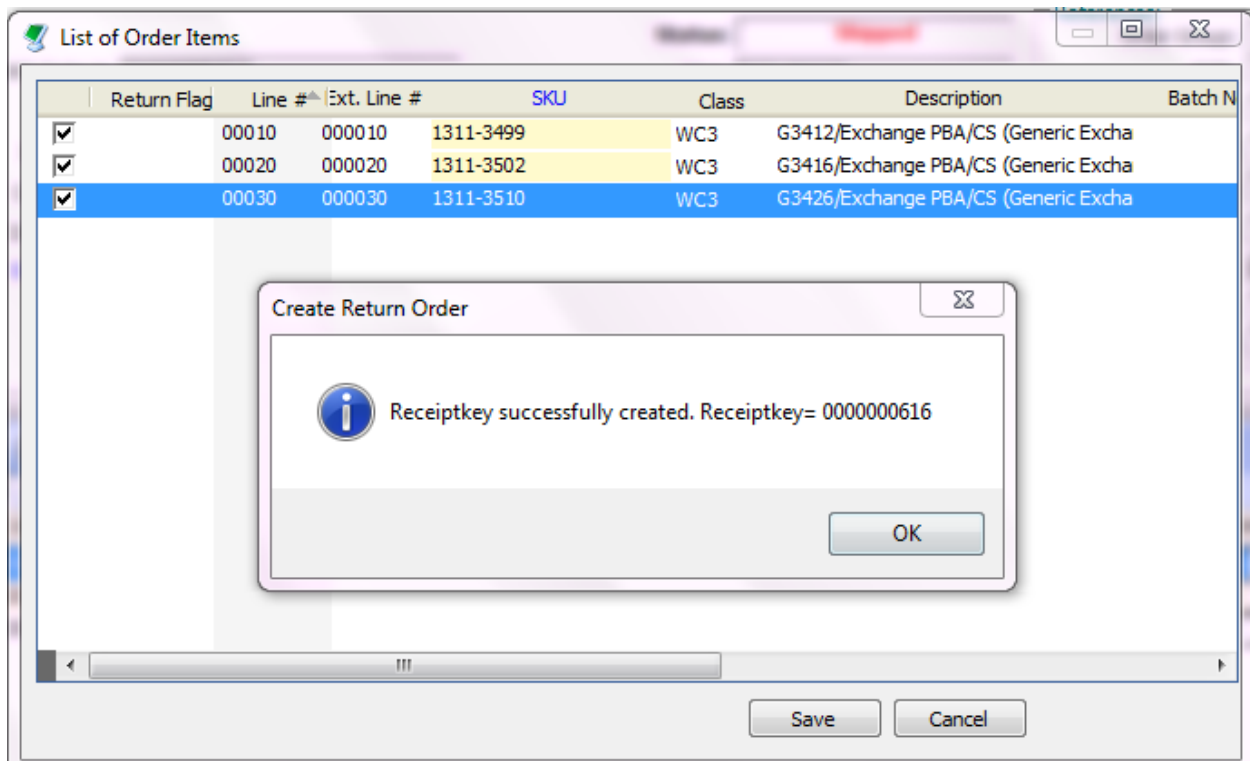 List of Order Items
Return Flag Line # Ext. Line # SKU Class Description Batch N
00010 000010 1311-3499 WC3 G3412/Exchange PBA/CS (Generic Excha
00020 000020 1311-3502 WC3 G3416/Exchange PBA/CS (Generic Excha
00030 000030 1311-3510 WC3 G3426/Exchange PBA/CS (Generic Excha
Create Return Order
Receiptkey successfully created. Receiptkey= 0000000616
OK
Save Cancel